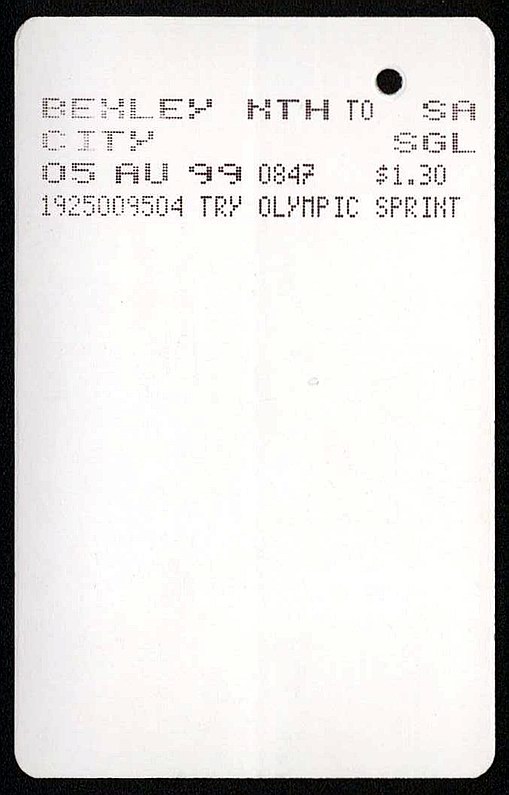 BEXLEY NTH TO SA
CITY SGL
05 AU 99 0847 $1.30
1925009504 TRY OLYMPIC SPRINT